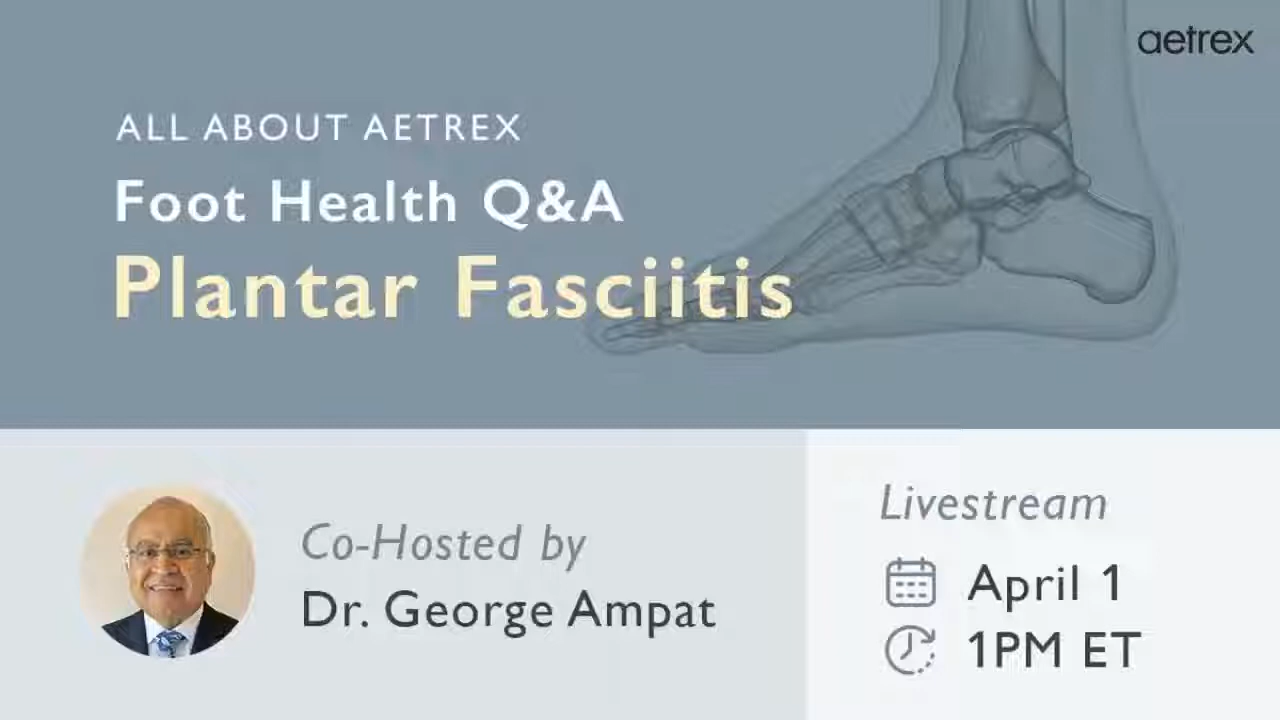 aetrex
ALL ABOUT AETREX
Foot Health Q&A
Plantar Fasciitis
Co-Hosted by
Dr. George Ampat
Livestream
April 1
1PM ET